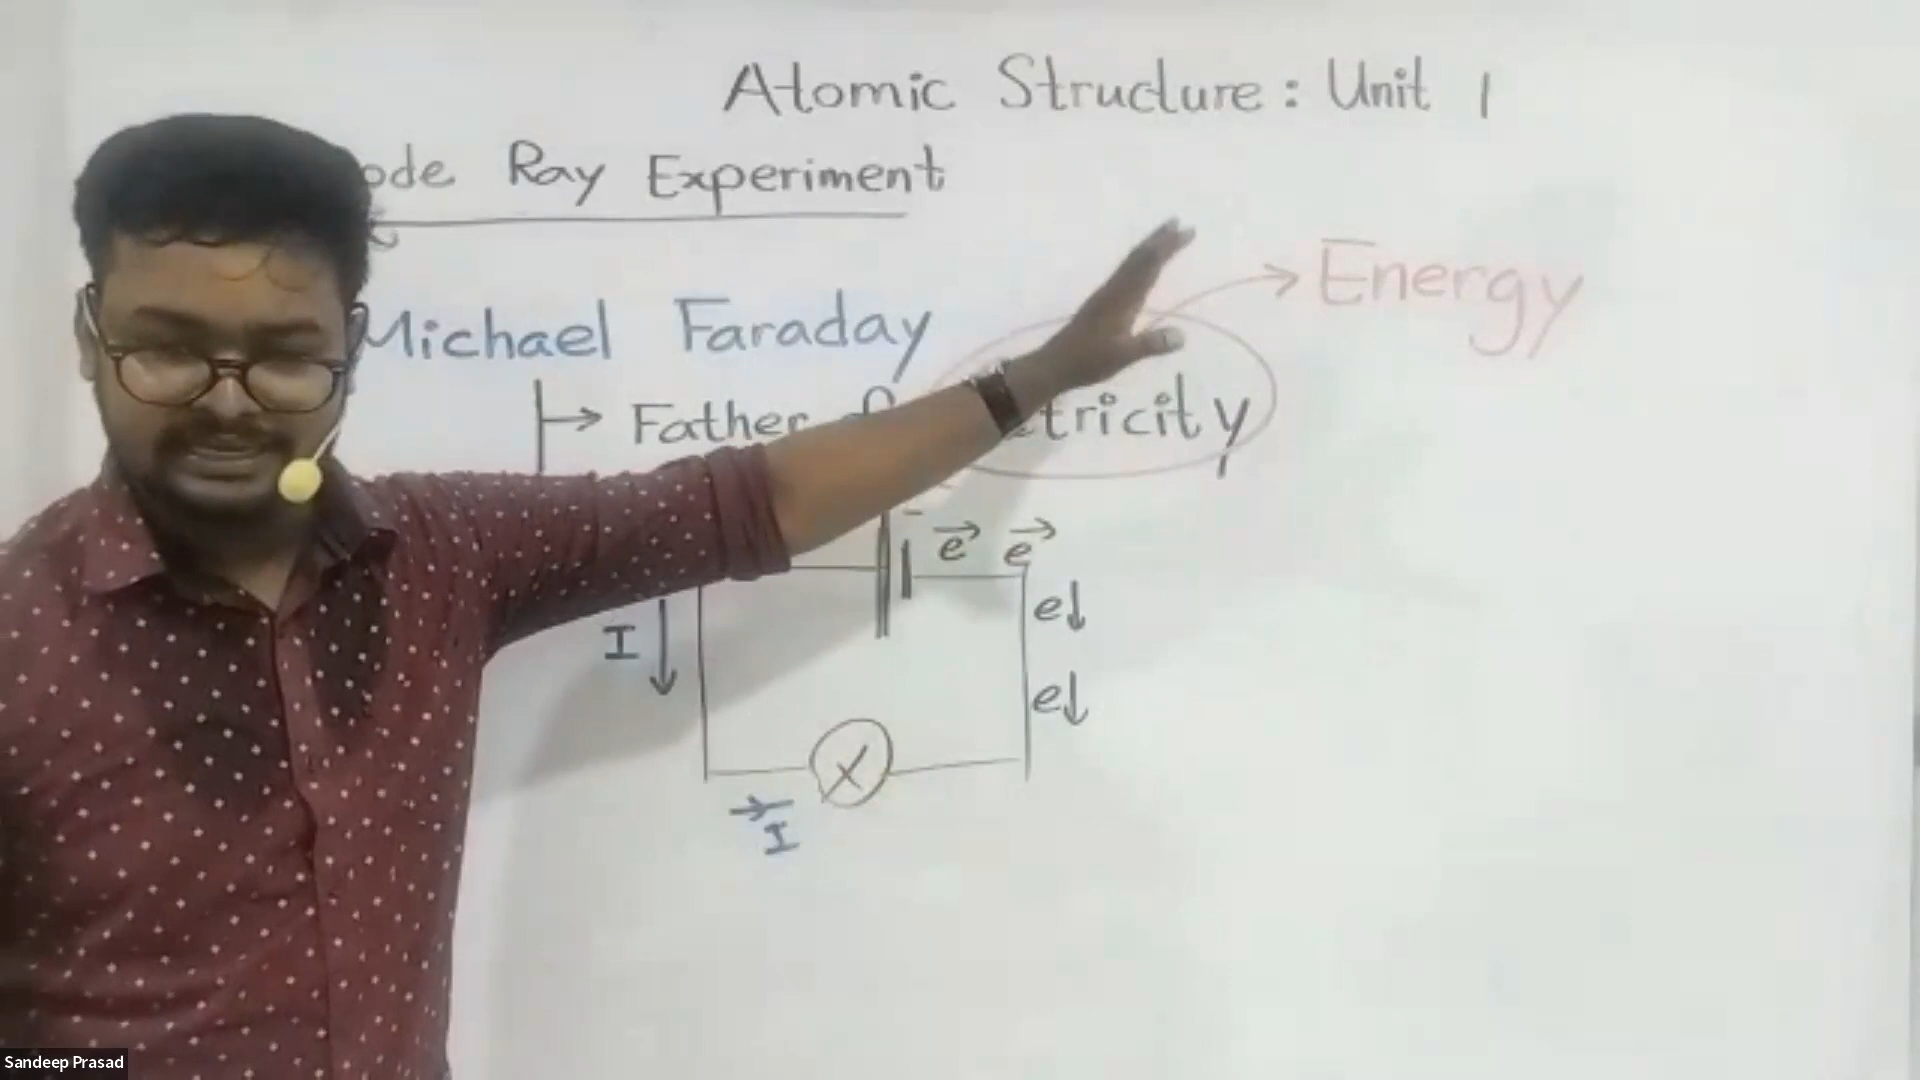 Atomic Structure: Unit 1
ode Ray Experiment
Energy
Michael Faraday
Father tricity
- e e
I e
e
X
I
Sandeep Prasad